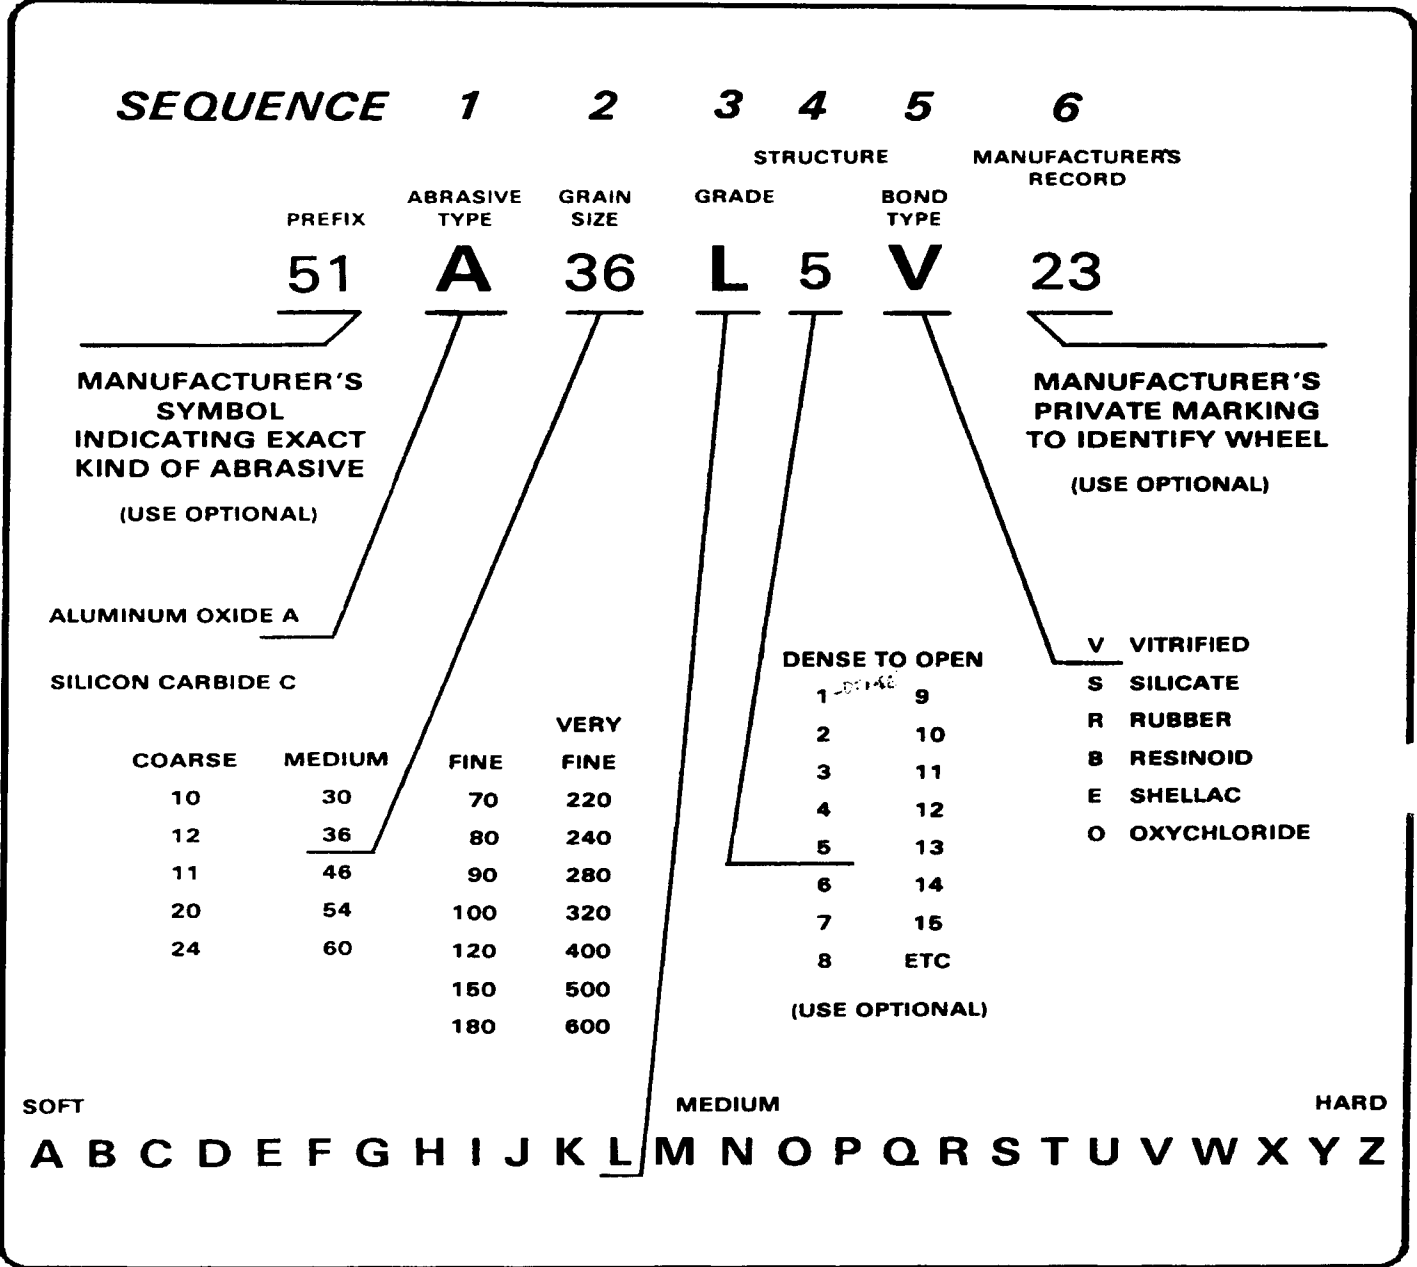 SEQUENCE 1 2 3 4 5 6
STRUCTURE MANUFACTURER'S
RECORD
ABRASIVE GRAIN GRADE BOND
PREFIX TYPE SIZE TYPE
51 A 36 L 5 V 23
MANUFACTURER'S
SYMBOL
INDICATING EXACT
KIND OF ABRASIVE
(USE OPTIONAL)
MANUFACTURER'S
PRIVATE MARKING
TO IDENTIFY WHEEL
(USE OPTIONAL)
ALUMINUM OXIDE A
SILICON CARBIDE C
VERY
COARSE MEDIUM FINE FINE
10 30 70 220
12 36 80 240
11 46 90 280
20 54 100 320
24 60 120 400
150 500
180 600
DENSE TO OPEN
1 9
2 10
3 11
4 12
5 13
6 14
7 15
8 ETC
(USE OPTIONAL)
V VITRIFIED
S SILICATE
R RUBBER
B RESINOID
E SHELLAC
O OXYCHLORIDE
SOFT MEDIUM HARD
A B C D E F G H I J K L M N O P Q R S T U V W X Y Z